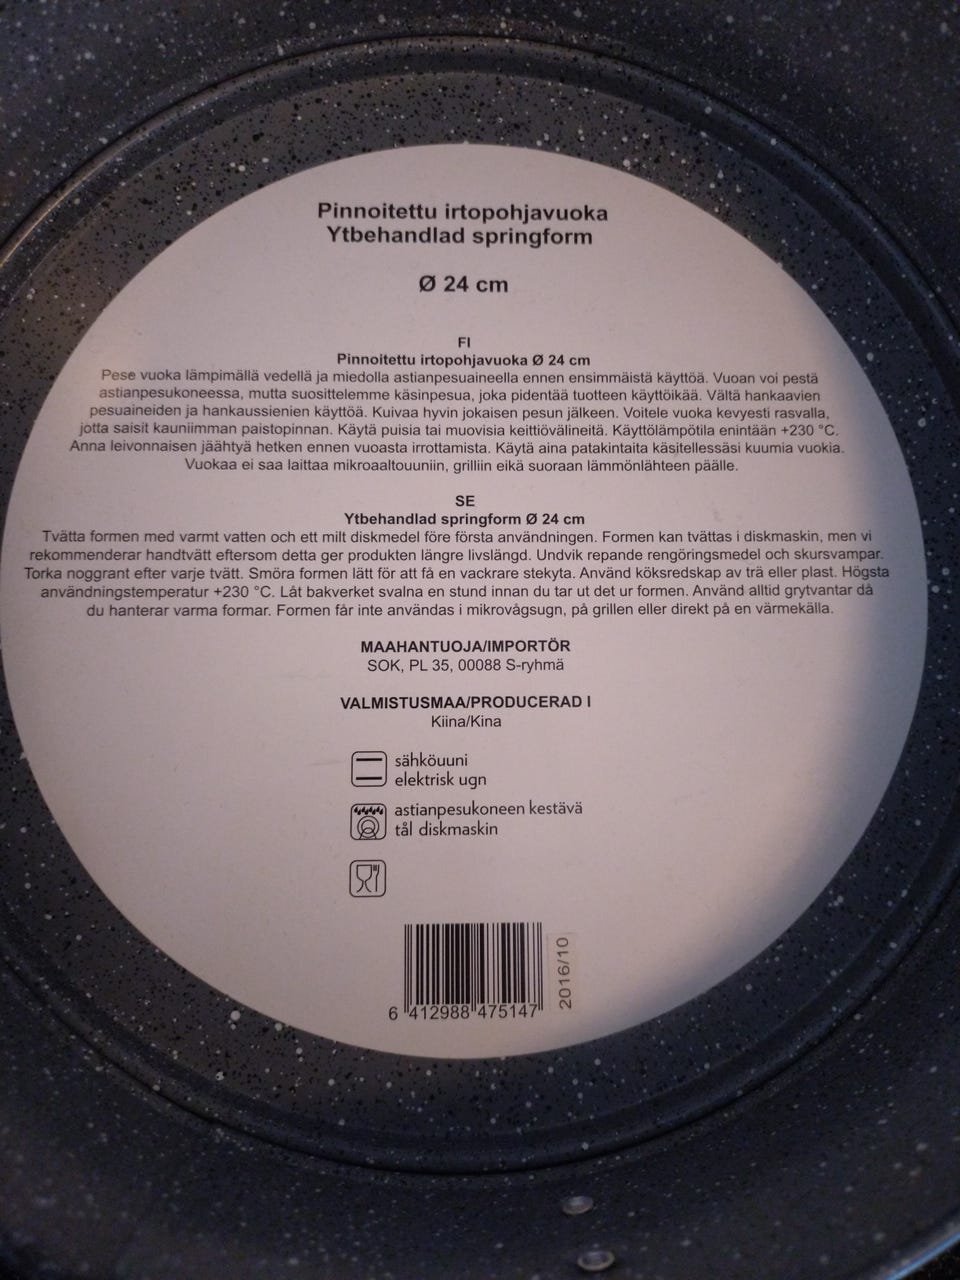 Pinnoitettu irtopohjavuoka
Ytbehandlad springform
Ø 24 cm
FI
Pinnoitettu irtopohjavuoka Ø 24 cm
Pese vuoka lämpimällä vedellä ja miedolla astianpesuaineella ennen ensimmäistä käyttöä. Vuoan voi pestä
astianpesukoneessa, mutta suosittelemme käsinpesua, joka pidentää tuotteen käyttöikää. Vältä hankaavien
pesuaineiden ja hankaussienien käyttöä. Kuivaa hyvin jokaisen pesun jälkeen. Voitele vuoka kevyesti rasvalla,
jotta saisit kauniimman paistopinnan. Käytä puisia tai muovisia keittiövälineitä. Käyttölämpötila enintään +230 °C.
Anna leivonnaisen jäähtyä hetken ennen vuoasta irrottamista. Käytä aina patakintaita käsitellessäsi kuumia vuokia.
Vuokaa ei saa laittaa mikroaaltouuniin, grilliin eikä suoraan lämmönlähteen päälle.
SE
Ytbehandlad springform Ø 24 cm
Tvätta formen med varmt vatten och ett milt diskmedel före första användningen. Formen kan tvättas i diskmaskin, men vi
rekommenderar handtvätt eftersom detta ger produkten längre livslängd. Undvik repande rengöringsmedel och skursvampar.
Torka noggrant efter varje tvätt. Smöra formen lätt för att få en vackrare stekyta. Använd köksredskap av trä eller plast. Högsta
användningstemperatur +230 °C. Låt bakverket svalna en stund innan du tar ut det ur formen. Använd alltid grytvantar då
du hanterar varma formar. Formen får inte användas i mikrovågsugn, på grillen eller direkt på en värmekälla.
MAAHANTUOJA/IMPORTÖR
SOK, PL 35, 00088 S-ryhmä
VALMISTUSMAA/PRODUCERAD I
Kiina/Kina
sähköuuni
elektrisk ugn
astianpesukoneen kestävä
tål diskmaskin
6 412988 475147
2016/10